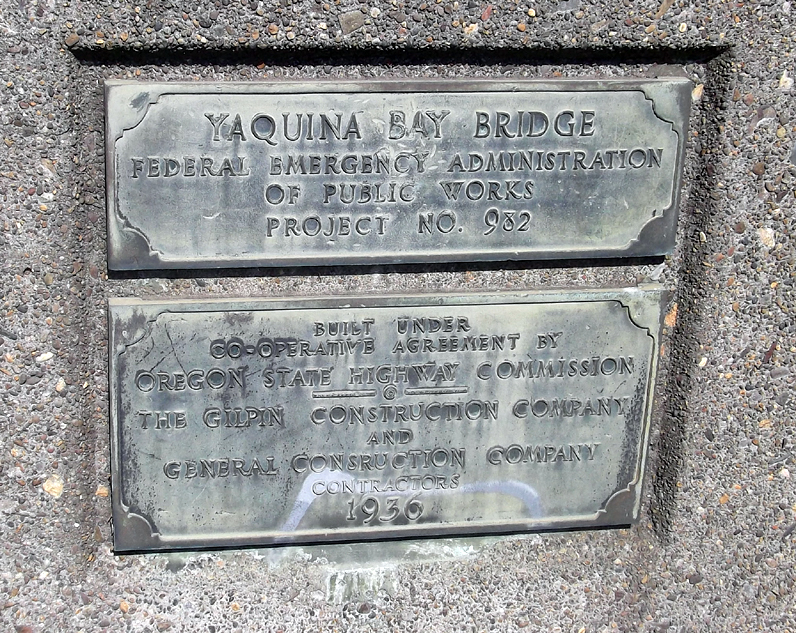 YAQUINA BAY BRIDGE
FEDERAL EMERGENCY ADMINISTRATION
OF PUBLIC WORKS
PROJECT NO. 982
BUILT UNDER
CO-OPERATIVE AGREEMENT BY
OREGON STATE HIGHWAY COMMISSION
THE GILPIN CONSTRUCTION COMPANY
AND
GENERAL CONSRUCTION COMPANY
CONTRACTORS
1936